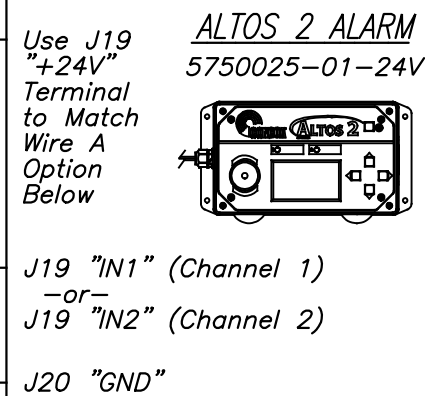 ALTOS 2 ALARM
5750025-01-24V
Use J19
"+24V"
Terminal
to Match
Wire A
Option
Below
ALTOS 2
J19 "IN1" (Channel 1)
-or-
J19 "IN2" (Channel 2)
J20 "GND"